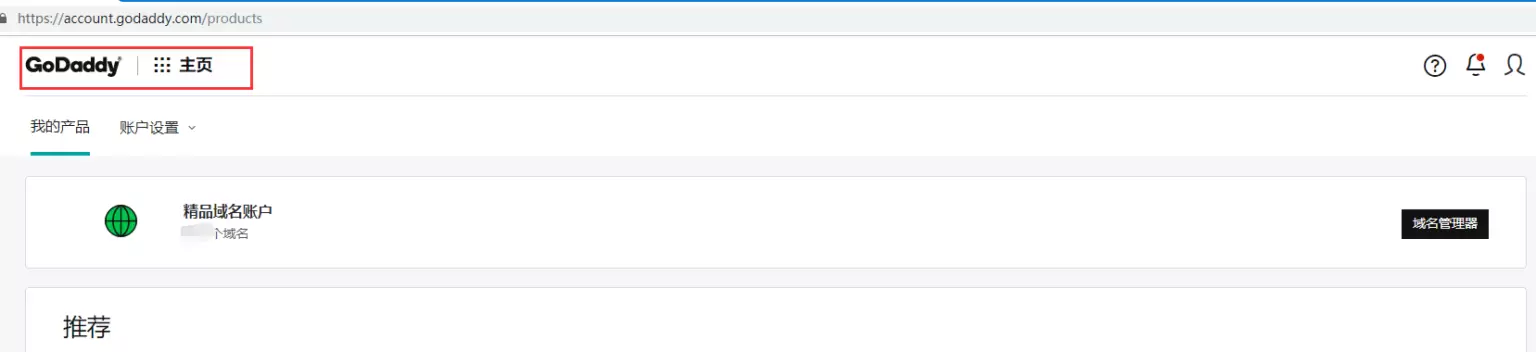 https://account.godaddy.com/products
GoDaddy 主页
我的产品 账户设置
精品域名账户
个域名
域名管理器
推荐